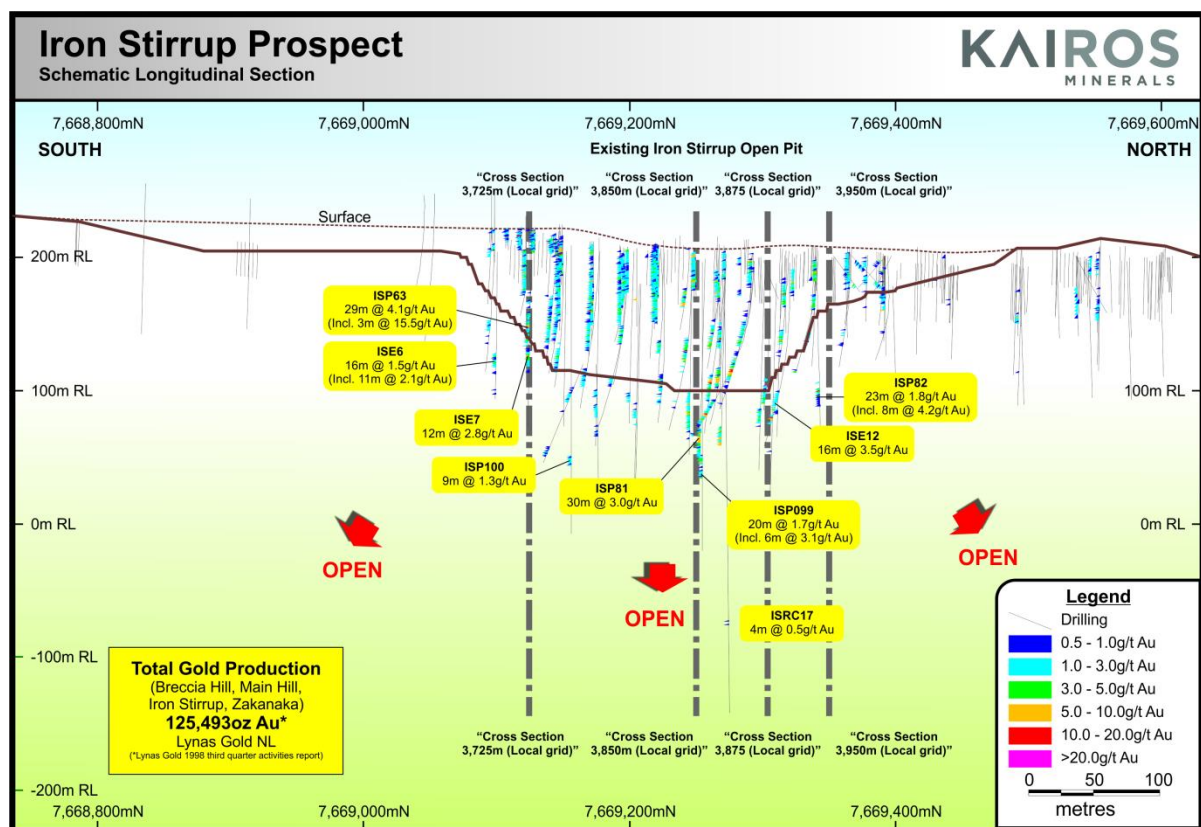 Iron Stirrup Prospect
Schematic Longitudinal Section
KAIROS
MINERALS
7,668,800mN
7,669,000mN
7,669,200mN
7,669,400mN
7,669,600mN
SOUTH
Existing Iron Stirrup Open Pit
NORTH
“Cross Section
3,725m (Local grid)”
“Cross Section
3,850m (Local grid)”
“Cross Section
3,875 (Local grid)”
“Cross Section
3,950m (Local grid)”
Surface
200m RL
200m RL
ISP63
29m @ 4.1g/t Au
(Incl. 3m @ 15.5g/t Au)
ISE6
16m @ 1.5g/t Au
(Incl. 11m @ 2.1g/t Au)
100m RL
100m RL
ISP82
23m @ 1.8g/t Au
(Incl. 8m @ 4.2g/t Au)
ISE7
12m @ 2.8g/t Au
ISE12
16m @ 3.5g/t Au
ISP100
9m @ 1.3g/t Au
ISP81
30m @ 3.0g/t Au
ISP099
20m @ 1.7g/t Au
(Incl. 6m @ 3.1g/t Au)
0m RL
0m RL
OPEN
OPEN
OPEN
ISRC17
4m @ 0.5g/t Au
-100m RL
Total Gold Production
(Breccia Hill, Main Hill,
Iron Stirrup, Zakanaka)
125,493oz Au*
Lynas Gold NL
(*Lynas Gold 1998 third quarter activities report)
“Cross Section
3,725m (Local grid)”
“Cross Section
3,850m (Local grid)”
“Cross Section
3,875 (Local grid)”
“Cross Section
3,950m (Local grid)”
-200m RL
7,668,800mN
7,669,000mN
7,669,200mN
7,669,400mN
Legend
Drilling
0.5 - 1.0g/t Au
1.0 - 3.0g/t Au
3.0 - 5.0g/t Au
5.0 - 10.0g/t Au
10.0 - 20.0g/t Au
>20.0g/t Au
0 50 100
metres